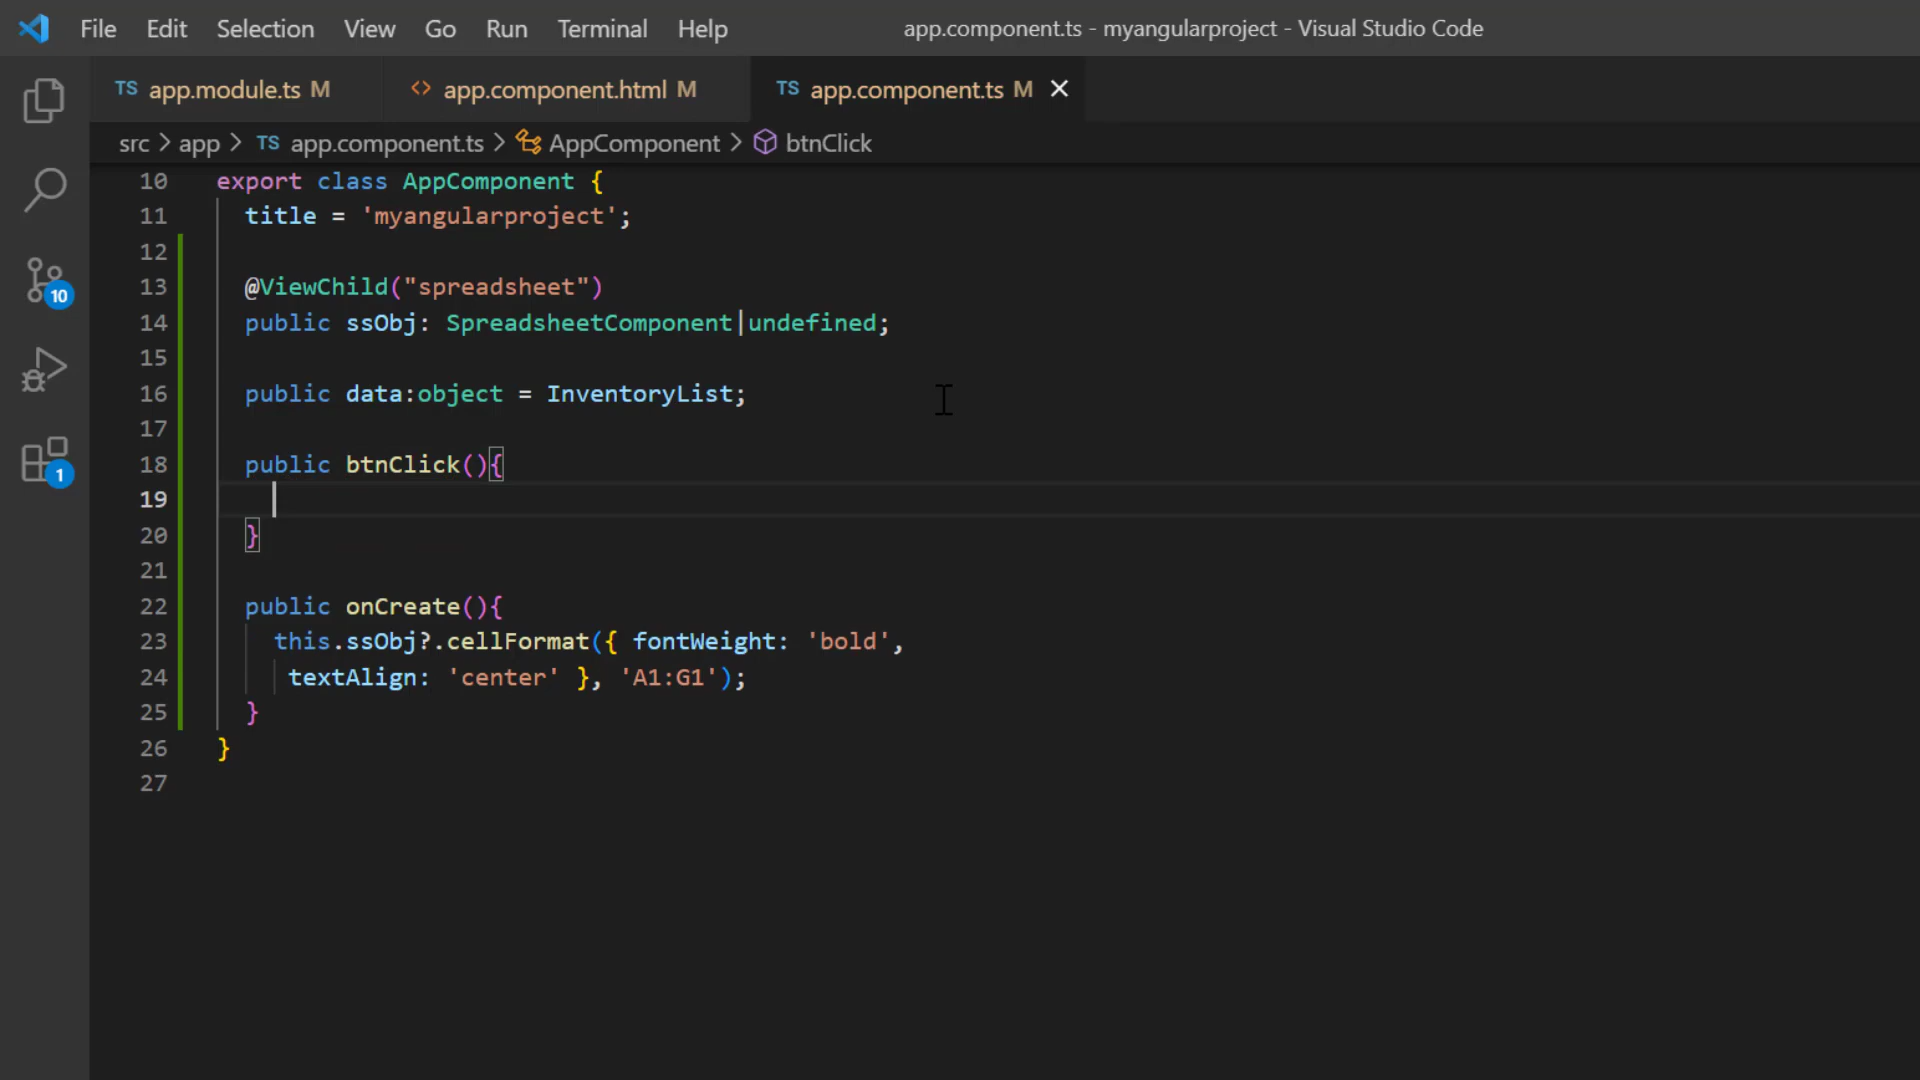 File Edit Selection View Go Run Terminal Help app.component.ts - myangularproject - Visual Studio Code
TS app.module.ts M <> app.component.html M TS app.component.ts M
src > app > TS app.component.ts > AppComponent > btnClick
10 export class AppComponent {
11 title = 'myangularproject';
12
13 @ViewChild("spreadsheet")
14 public ssObj: SpreadsheetComponent|undefined;
15
16 public data:object = InventoryList;
17
18 public btnClick(){
19
20 }
21
22 public onCreate(){
23 this.ssObj?.cellFormat({ fontWeight: 'bold',
24 textAlign: 'center' }, 'A1:G1');
25 }
26 }
27
10
1